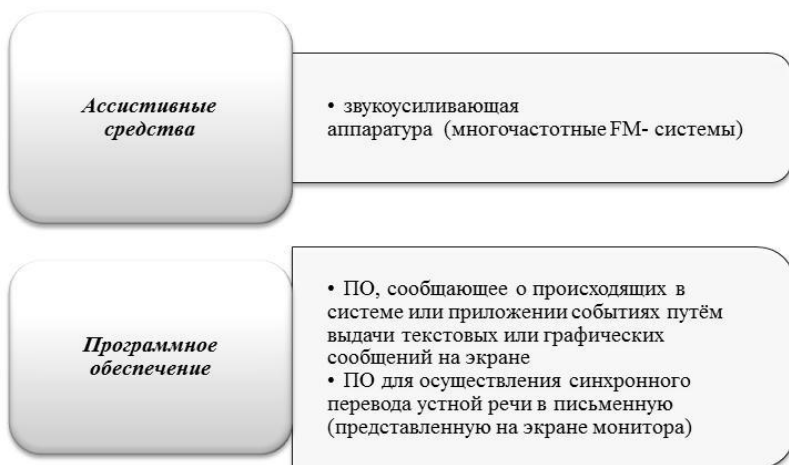 Ассистивные
средства
• звукоусиливающая
аппаратура (многочастотные FM- системы)
Программное
обеспечение
• ПО, сообщающее о происходящих в
системе или приложении событиях путём
выдачи текстовых или графических
сообщений на экране
• ПО для осуществления синхронного
перевода устной речи в письменную
(представленную на экране монитора)